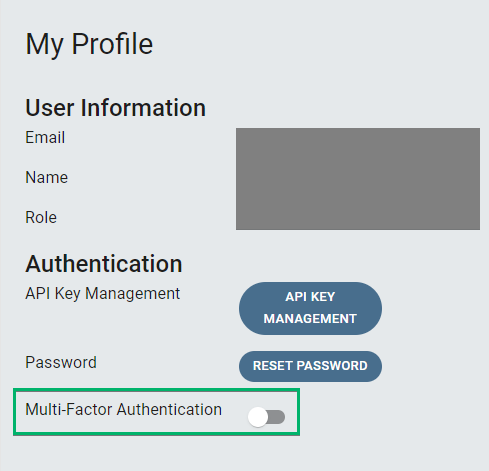 My Profile
User Information
Email
Name
Role
Authentication
API Key Management
API KEY
MANAGEMENT
Password
RESET PASSWORD
Multi-Factor Authentication